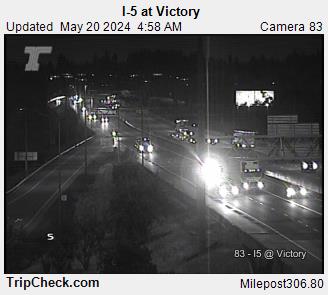 I-5 at Victory
Updated May 20 2024 4:58 AM Camera 83
T
S
83 - I5 @ Victory
TripCheck.com Milepost306.80